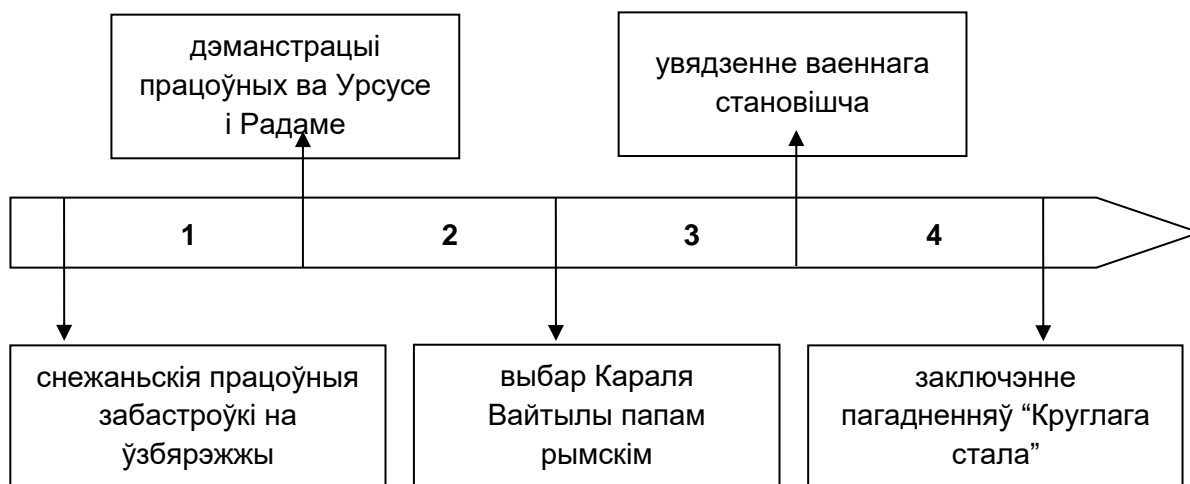 дэманстрацыі
працоўных ва Урсусе
і Радаме
увядзенне ваеннага
становішча
1
2
3
4
снежаньскія працоўныя
забастроўкі на
ўзбярэжжы
выбар Караля
Вайтылы папам
рымскім
заключэнне
пагадненняў “Круглага
стала”